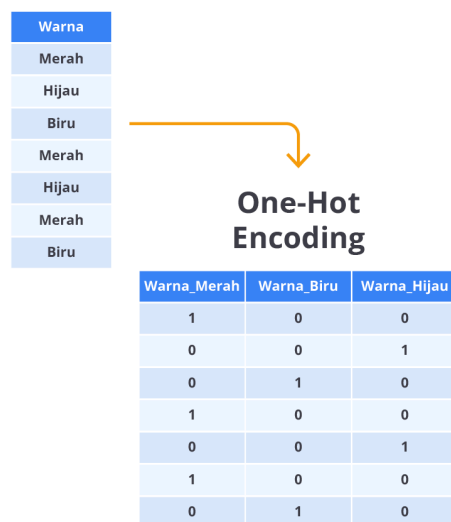 Warna
Merah
Hijau
Biru
Merah
Hijau
Merah
Biru
One-Hot
Encoding
Warna_Merah Warna_Biru Warna_Hijau
1 0 0
0 0 1
0 1 0
1 0 0
0 0 1
1 0 0
0 1 0